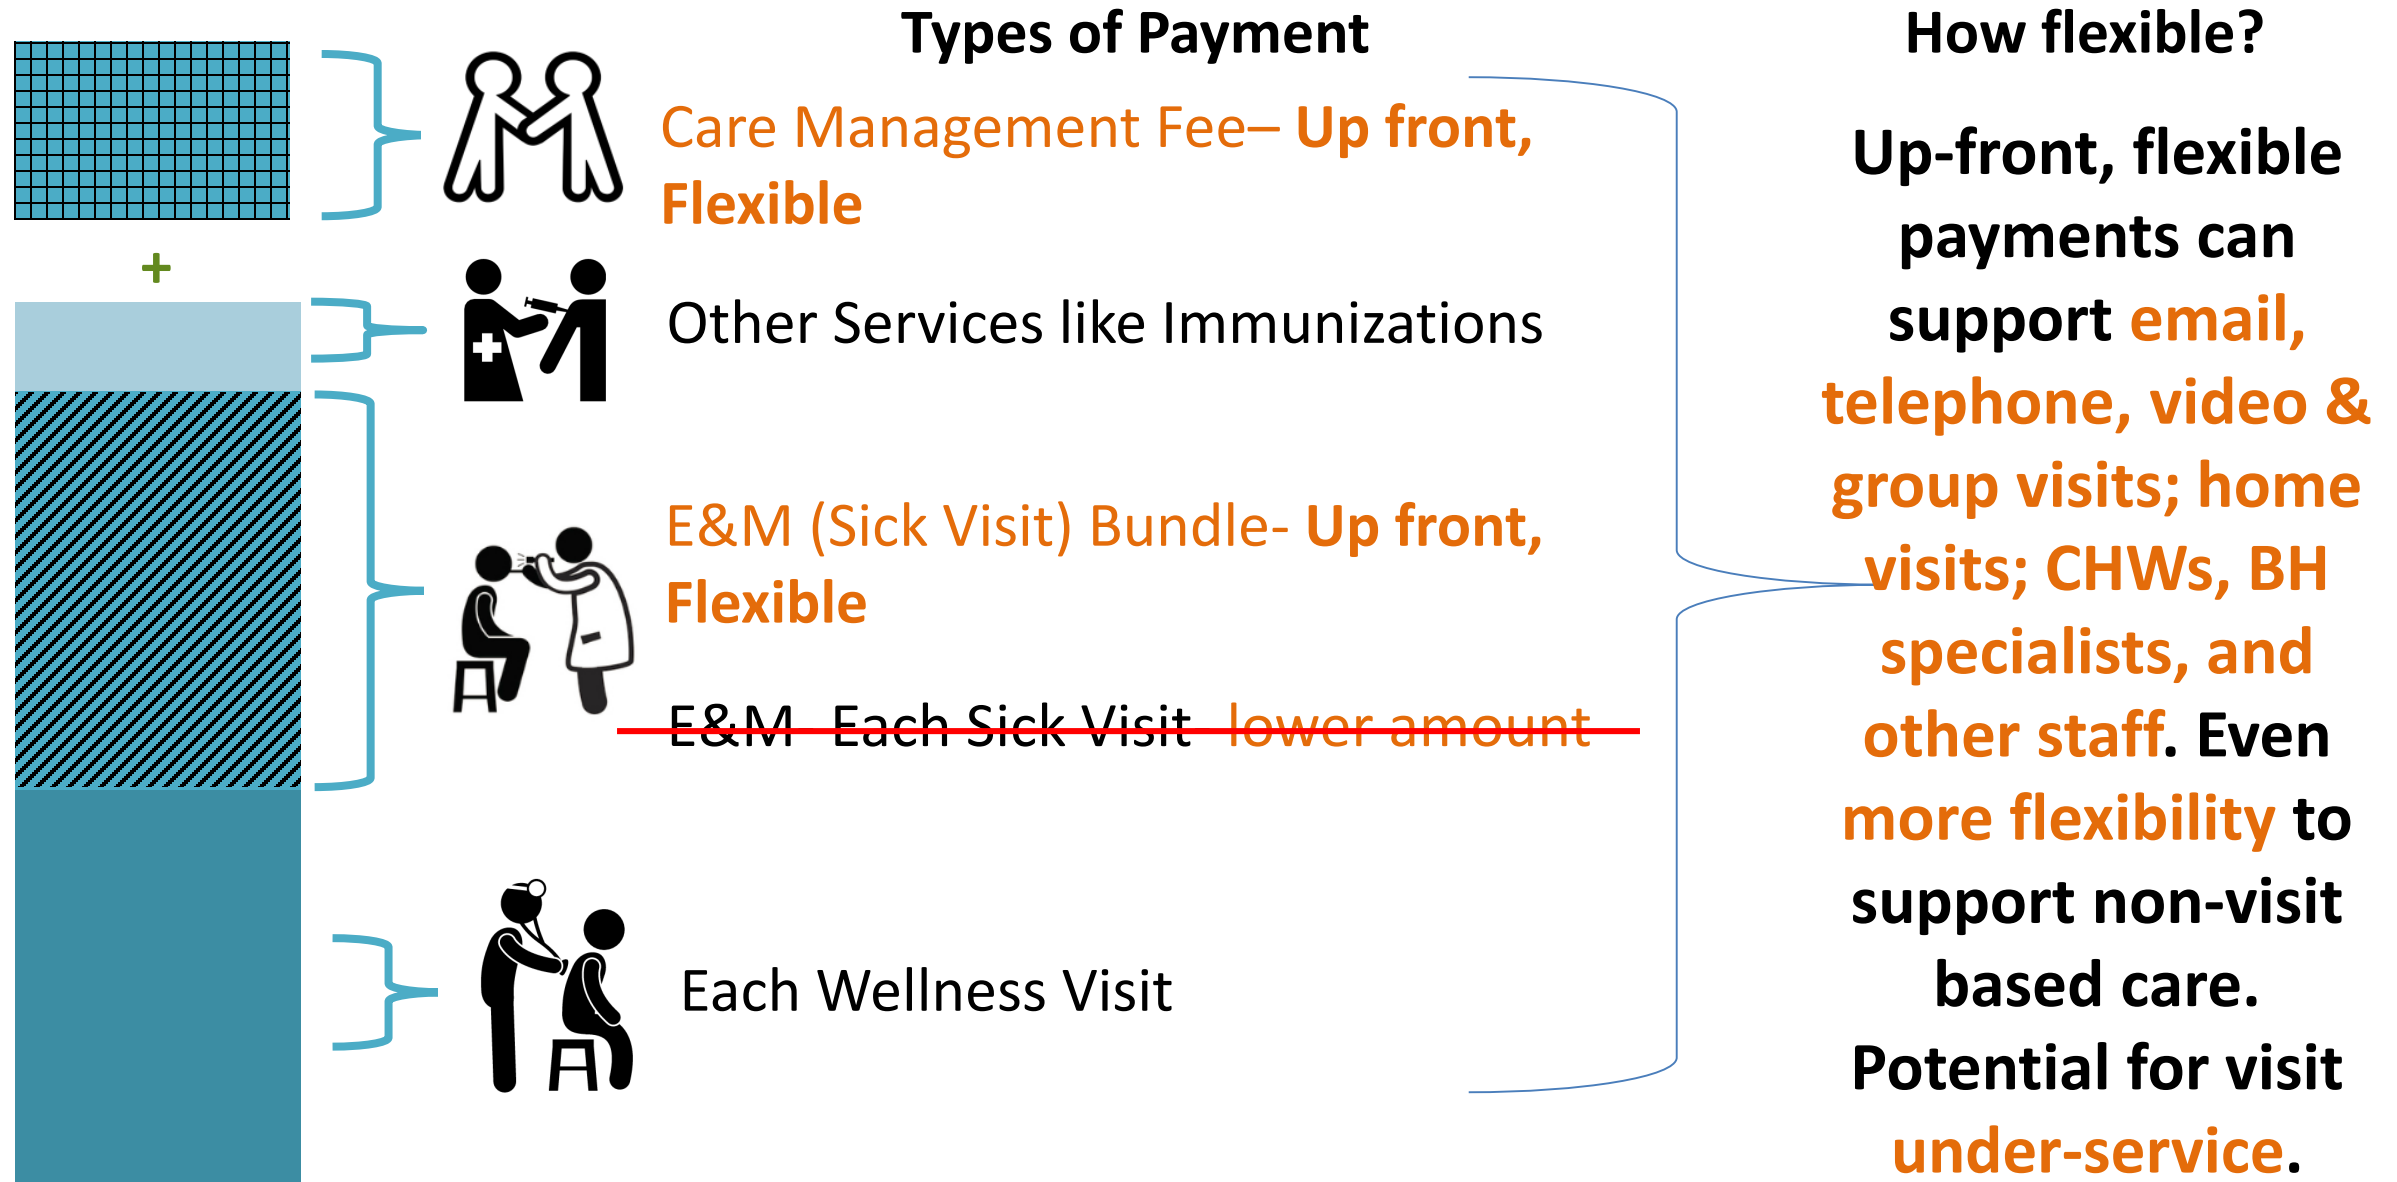 Types of Payment
Care Management Fee– Up front,
Flexible
+
Other Services like Immunizations
E&M (Sick Visit) Bundle- Up front,
Flexible
E&M- Each Sick Visit- lower amount
Each Wellness Visit
How flexible?
Up-front, flexible
payments can
support email,
telephone, video &
group visits; home
visits; CHWs, BH
specialists, and
other staff. Even
more flexibility to
support non-visit
based care.
Potential for visit
under-service.